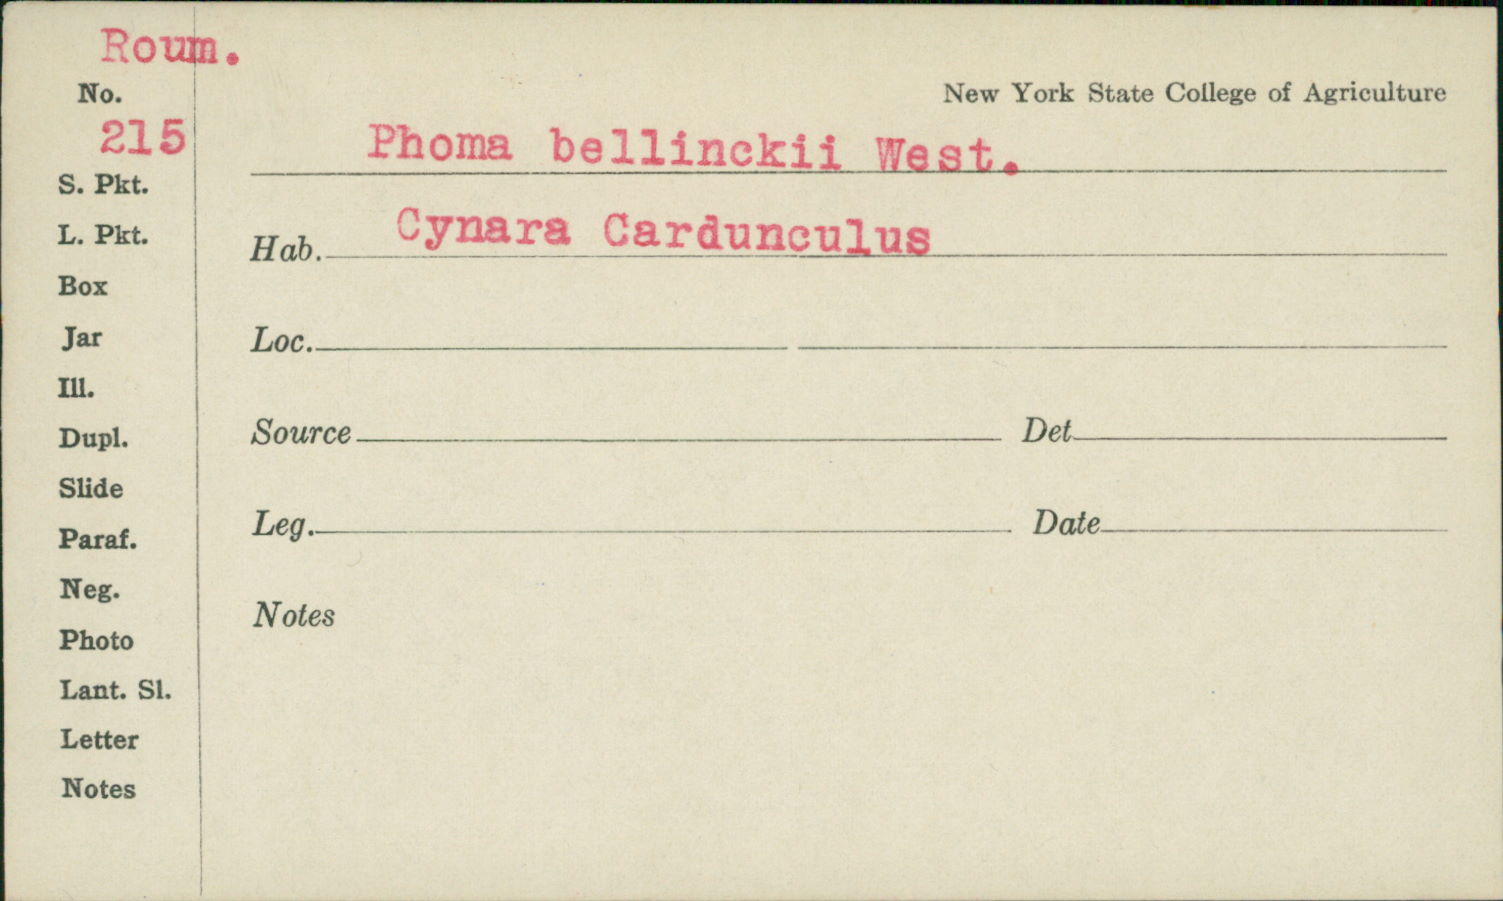 Roum.
No.
215
S. Pkt.
L. Pkt.
Box
Jar
Ill.
Dupl.
Slide
Paraf.
Neg.
Photo
Lant. Sl.
Letter
Notes
New York State College of Agriculture
Phoma bellinckii West.
Hab. Cynara Cardunculus
Loc.
Source Det
Leg. Date
Notes